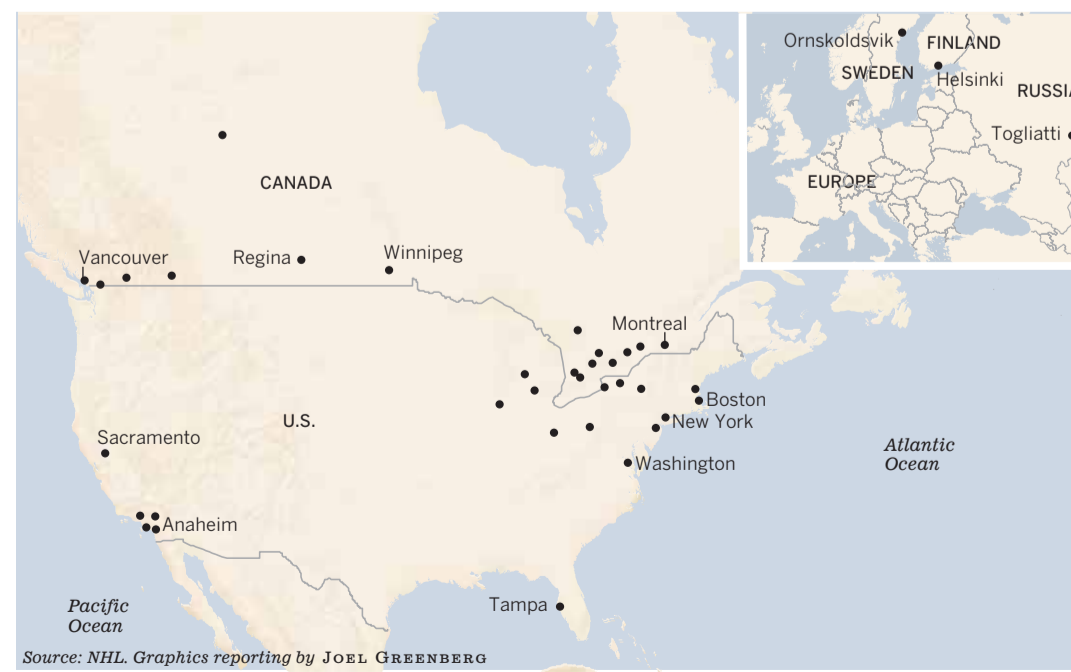 Ornskoldsvik
FINLAND
SWEDEN
Helsinki
RUSSIA
Togliatti
EUROPE
CANADA
Vancouver
Regina
Winnipeg
Montreal
Boston
New York
U.S.
Sacramento
Washington
Atlantic
Ocean
Anaheim
Tampa
Pacific
Ocean
Source: NHL. Graphics reporting by JOEL GREENBERG